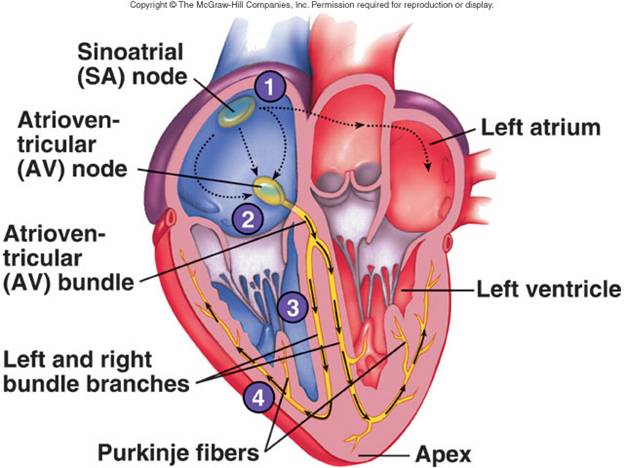 Copyright © The McGraw-Hill Companies, Inc. Permission required for reproduction or display.
Sinoatrial
(SA) node
1
Atrioven-
tricular
(AV) node
Left atrium
2
Atrioven-
tricular
(AV) bundle
Left ventricle
3
Left and right
bundle branches
4
Purkinje fibers
Apex